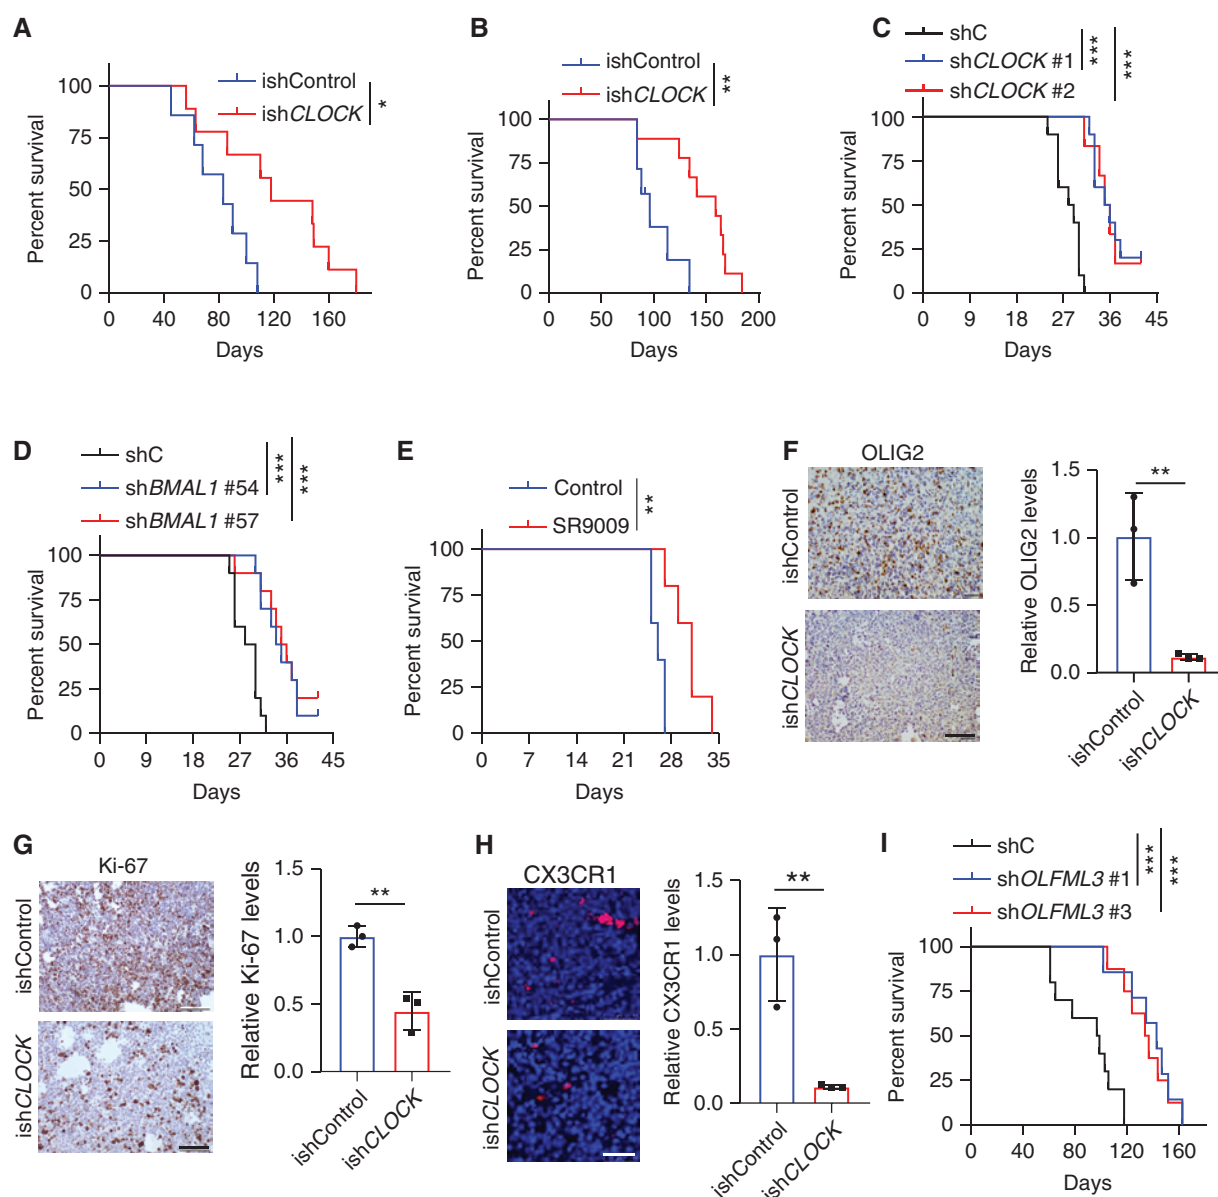 A
ishControl
ishCLOCK
*
Percent survival
100
75
50
25
0
0 40 80 120 160
Days
B
ishControl
ishCLOCK
**
Percent survival
100
75
50
25
0
0 50 100 150 200
Days
C
shC
shCLOCK #1
shCLOCK #2
***
***
Percent survival
100
75
50
25
0
0 9 18 27 36 45
Days
D
shC
shBMAL1 #54
shBMAL1 #57
***
***
Percent survival
100
75
50
25
0
0 9 18 27 36 45
Days
E
Control
SR9009
**
Percent survival
100
75
50
25
0
0 7 14 21 28 35
Days
F
OLIG2
ishControl
ishCLOCK
Relative OLIG2 levels
1.5
1.0
0.5
0.0
**
ishControl
ishCLOCK
G
Ki-67
ishControl
ishCLOCK
Relative Ki-67 levels
1.5
1.0
0.5
0.0
**
ishControl
ishCLOCK
H
CX3CR1
ishControl
ishCLOCK
Relative CX3CR1 levels
1.5
1.0
0.5
0.0
**
ishControl
ishCLOCK
I
shC
shOLFML3 #1
shOLFML3 #3
***
***
Percent survival
100
75
50
25
0
0 40 80 120 160
Days